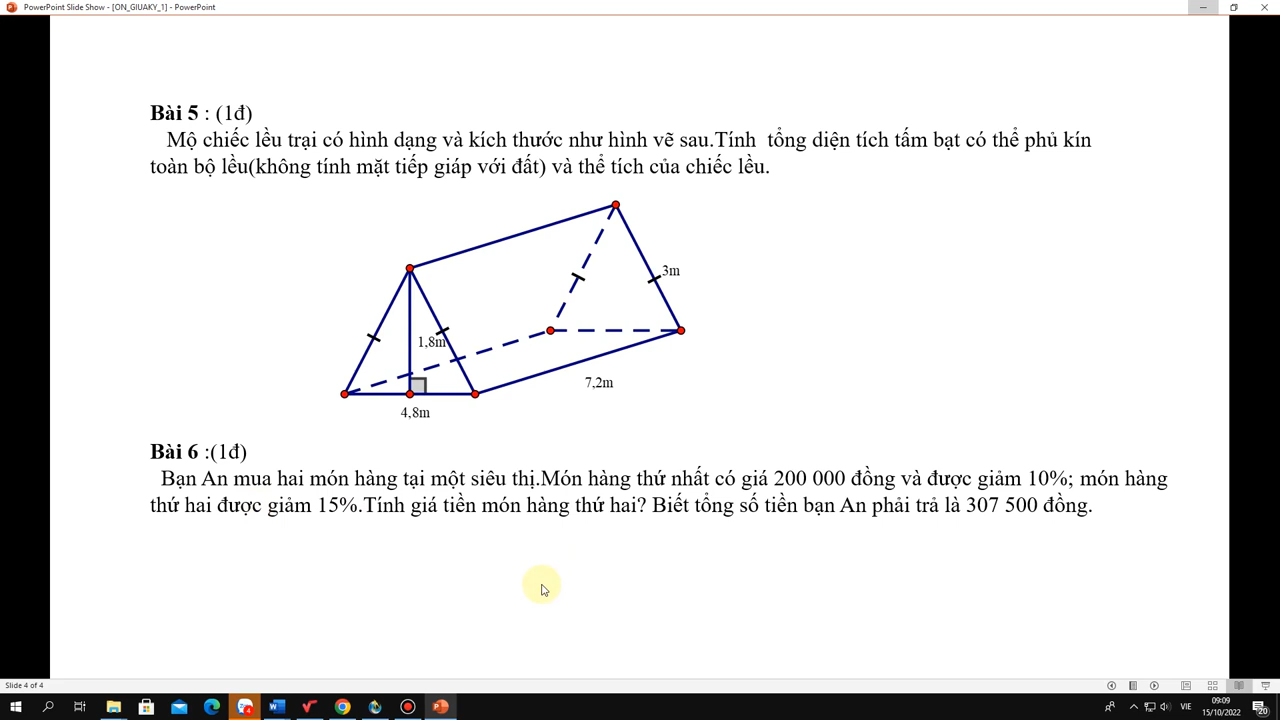 PowerPoint Slide Show - [ON_GIUAKY_1] - PowerPoint
Bài 5 : (1đ)
Mộ chiếc lều trại có hình dạng và kích thước như hình vẽ sau.Tính tổng diện tích tấm bạt có thể phủ kín
toàn bộ lều(không tính mặt tiếp giáp với đất) và thể tích của chiếc lều.
3m
1,8m
7,2m
4,8m
Bài 6 :(1đ)
Bạn An mua hai món hàng tại một siêu thị.Món hàng thứ nhất có giá 200 000 đồng và được giảm 10%; món hàng
thứ hai được giảm 15%.Tính giá tiền món hàng thứ hai? Biết tổng số tiền bạn An phải trả là 307 500 đồng.
Slide 4 of 4
VIE
09:09
15/10/2022
20